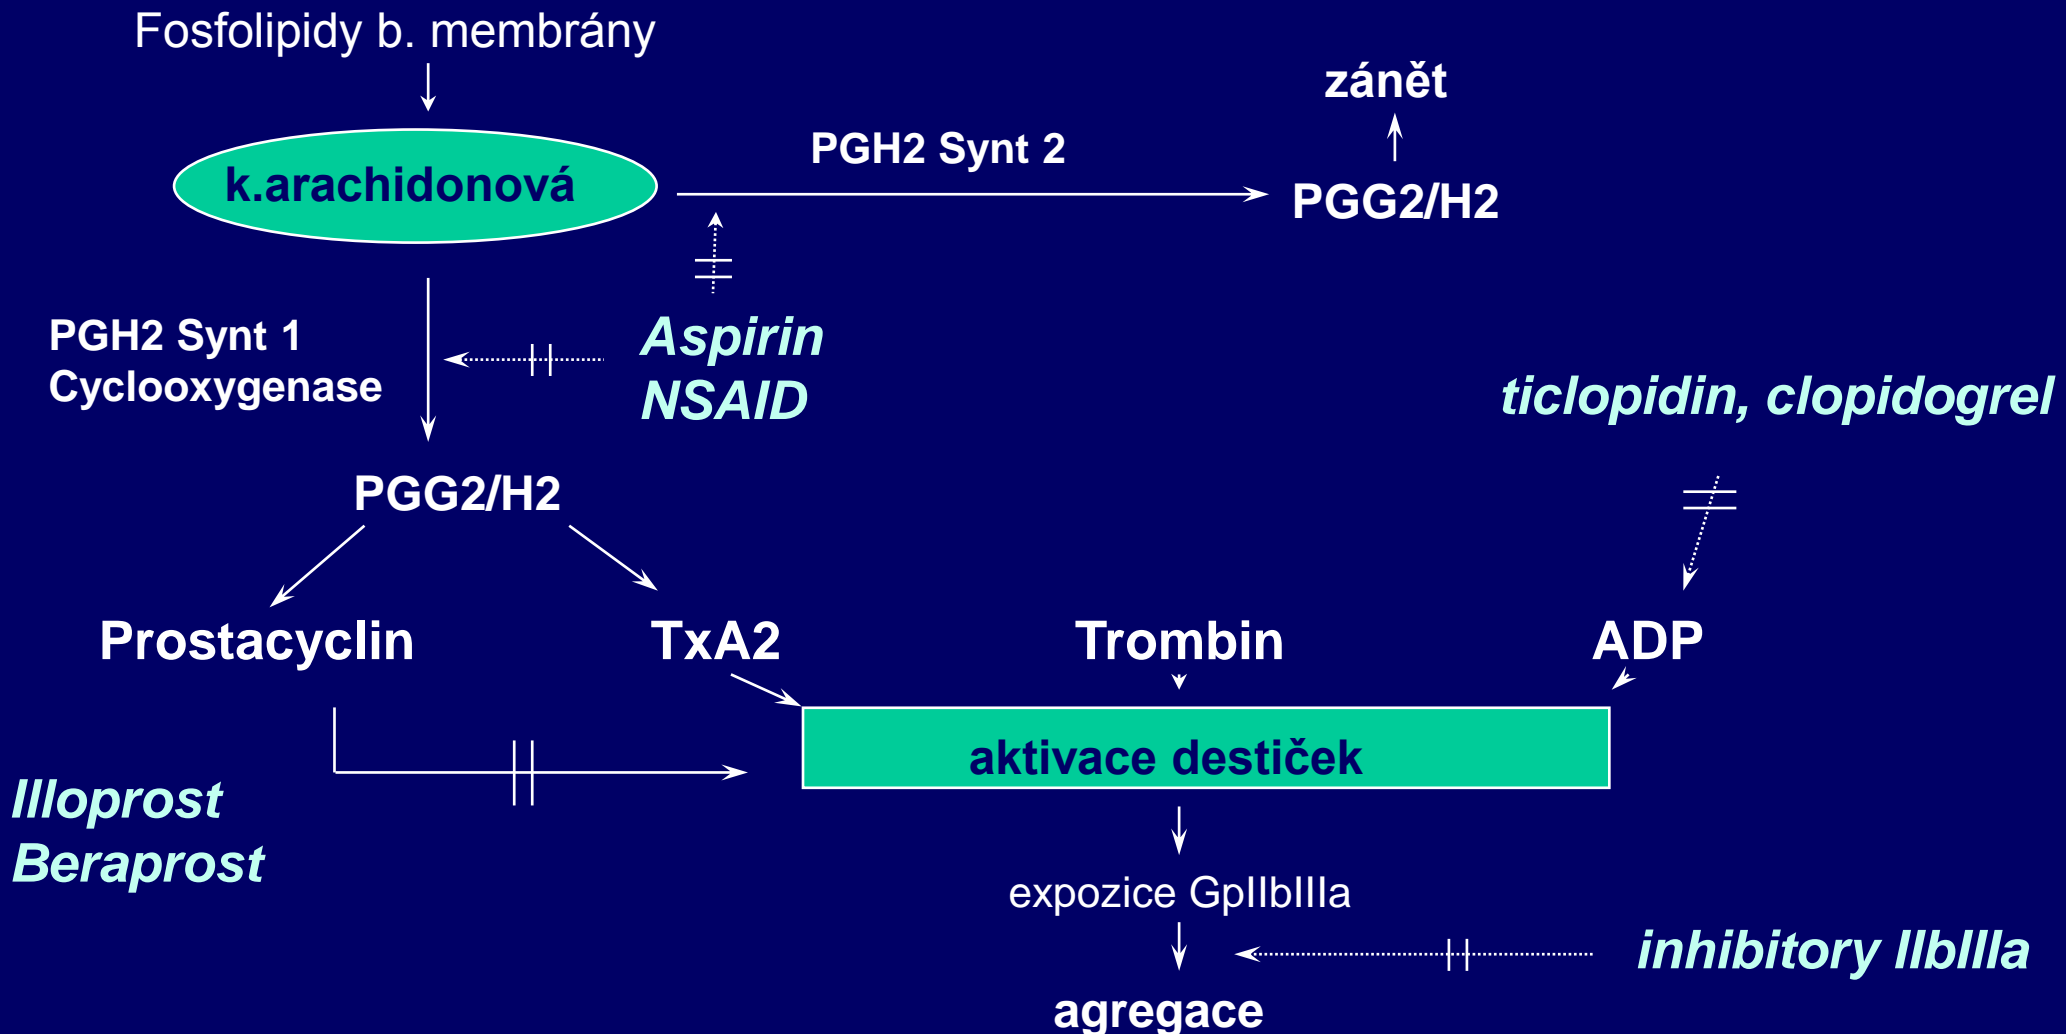 Fosfolipidy b. membrány
zánět
PGH2 Synt 2
k.arachidonová
PGG2/H2
PGH2 Synt 1
Cyclooxygenase
Aspirin
NSAID
ticlopidin, clopidogrel
PGG2/H2
Prostacyclin
TxA2
Trombin
ADP
aktivace destiček
Illoprost
Beraprost
expozice GpIIbIIIa
inhibitory IIbIIIa
agregace